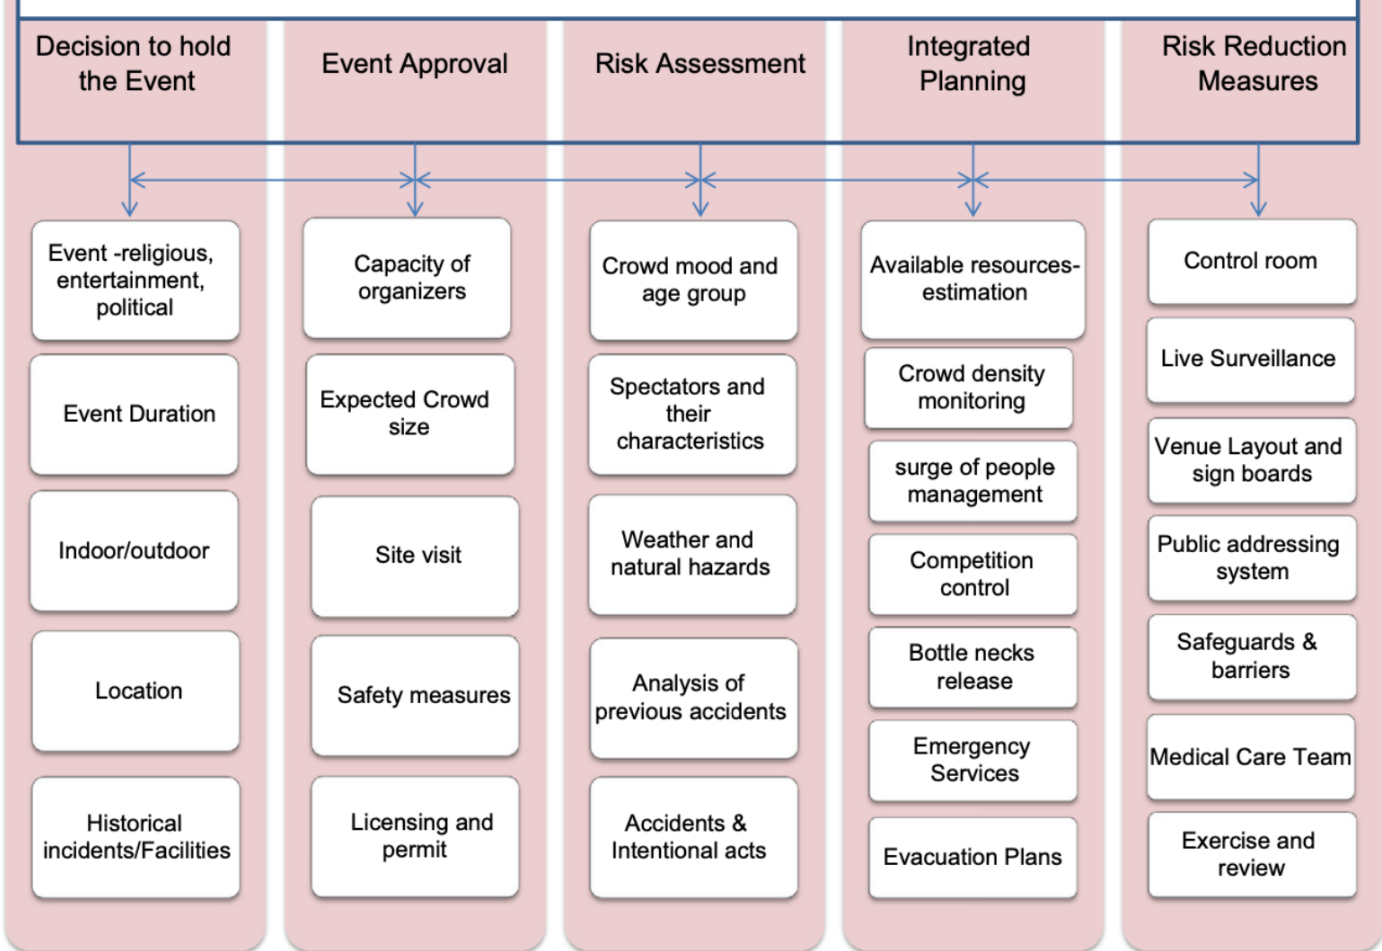 Decision to hold
the Event
Event Approval
Risk Assessment
Integrated
Planning
Risk Reduction
Measures
Event -religious,
entertainment,
political
Event Duration
Indoor/outdoor
Location
Historical
incidents/Facilities
Capacity of
organizers
Expected Crowd
size
Site visit
Safety measures
Licensing and
permit
Crowd mood and
age group
Spectators and
their
characteristics
Weather and
natural hazards
Analysis of
previous accidents
Accidents &
Intentional acts
Available resources-
estimation
Crowd density
monitoring
surge of people
management
Competition
control
Bottle necks
release
Emergency
Services
Evacuation Plans
Control room
Live Surveillance
Venue Layout and
sign boards
Public addressing
system
Safeguards &
barriers
Medical Care Team
Exercise and
review